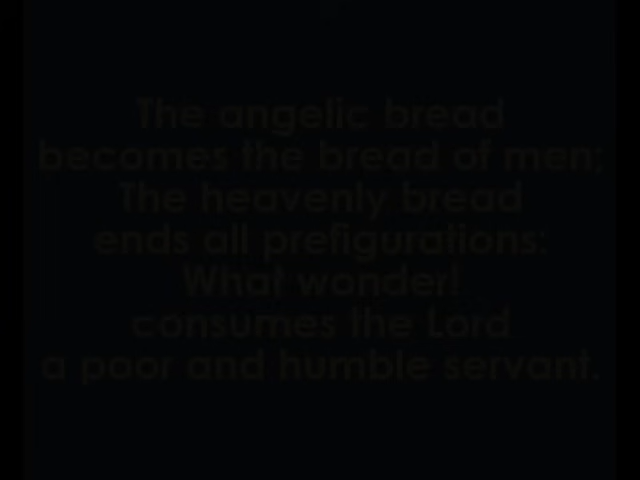 The angelic bread
becomes the bread of men;
The heavenly bread
ends all prefigurations:
What wonder!
consumes the Lord
a poor and humble servant.